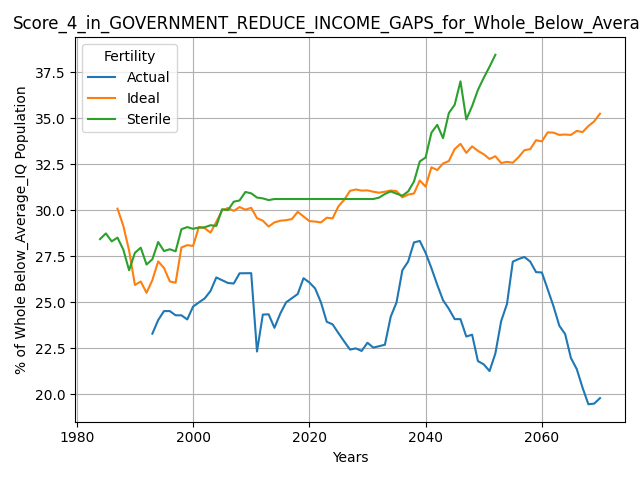 Score_4_in_GOVERNMENT_REDUCE_INCOME_GAPS_for_Whole_Below_Avera
Fertility
Actual
Ideal
Sterile
% of Whole Below_Average_IQ Population
37.5
35.0
32.5
30.0
27.5
25.0
22.5
20.0
1980
2000
2020
2040
2060
Years